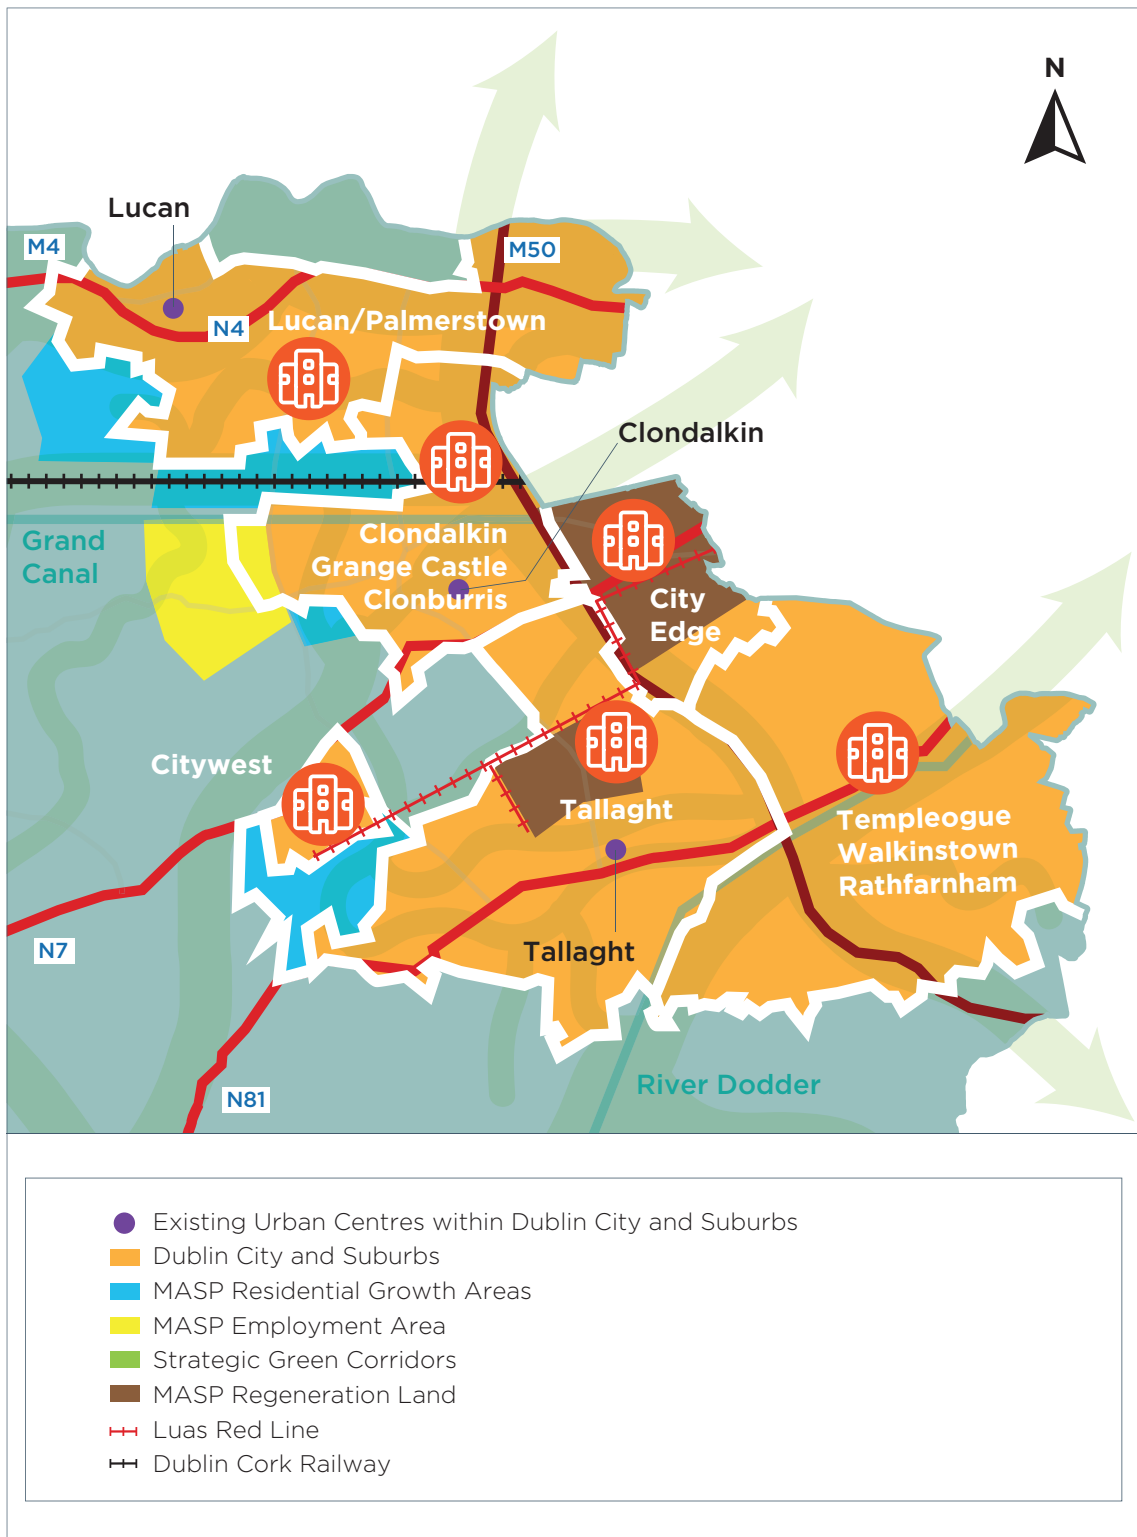 N
Lucan
M4
M50
N4
Lucan/Palmerstown
Clondalkin
Grand
Canal
Clondalkin
Grange Castle
Clonburris
City
Edge
Citywest
Tallaght
Templeogue
Walkinstown
Rathfarnham
N7
Tallaght
River Dodder
N81
Existing Urban Centres within Dublin City and Suburbs
Dublin City and Suburbs
MASP Residential Growth Areas
MASP Employment Area
Strategic Green Corridors
MASP Regeneration Land
Luas Red Line
Dublin Cork Railway